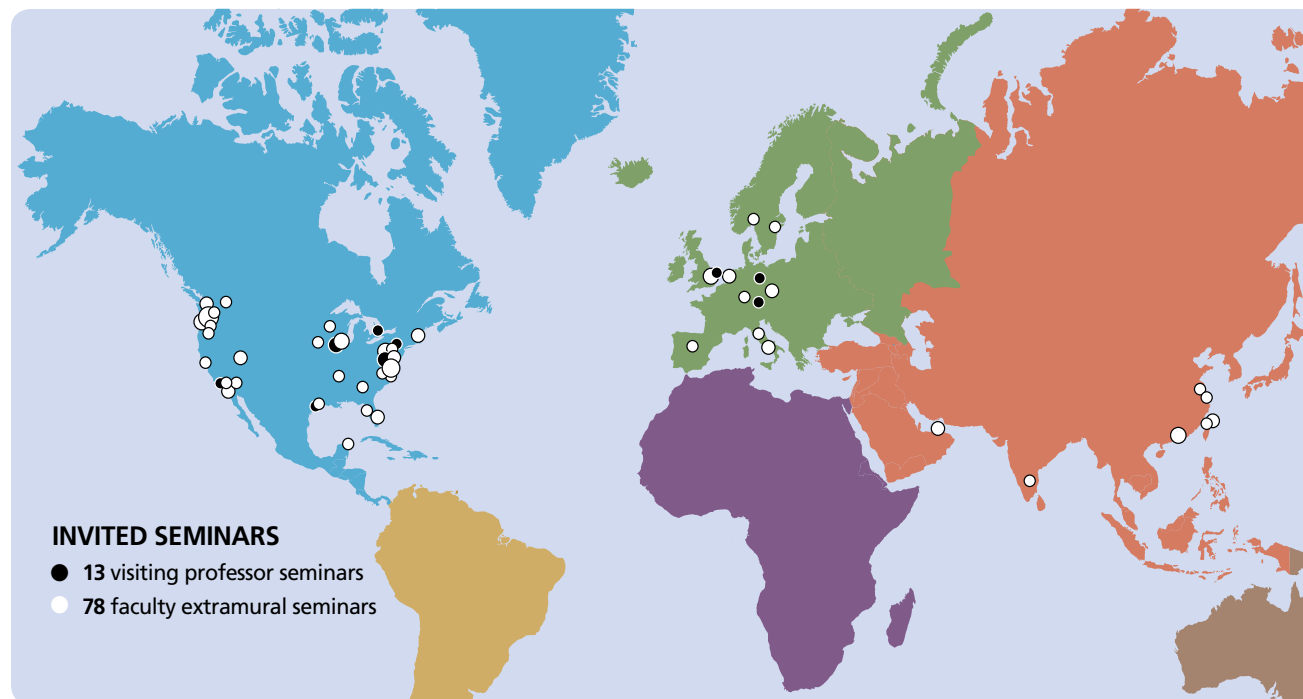 INVITED SEMINARS
13 visiting professor seminars
78 faculty extramural seminars